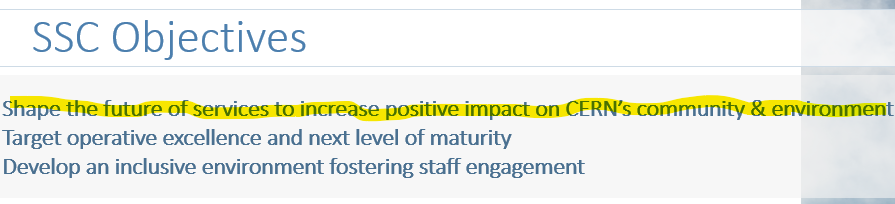 SSC Objectives
Shape the future of services to increase positive impact on CERN's community & environment
Target operative excellence and next level of maturity
Develop an inclusive environment fostering staff engagement